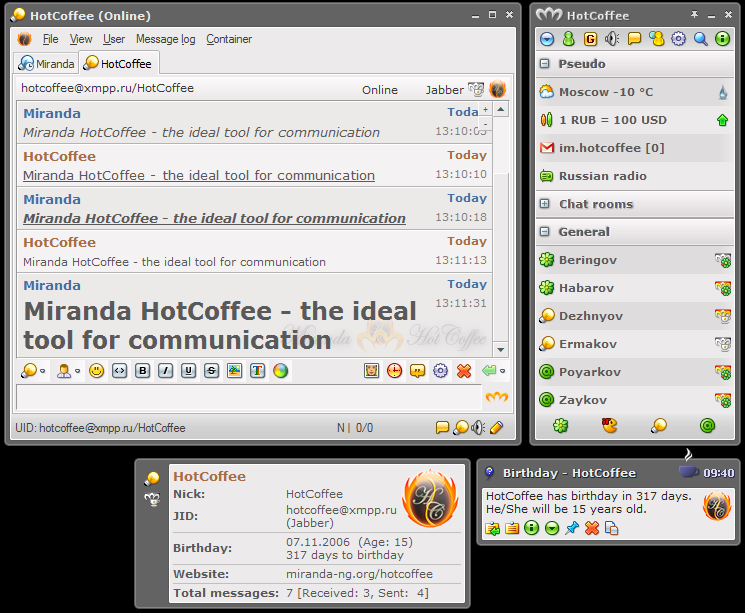 HotCoffee (Online)
File View User Message log Container
Miranda HotCoffee
hotcoffee@xmpp.ru/HotCoffee Online Jabber
Miranda Toda
Miranda HotCoffee - the ideal tool for communication 13:10:03
HotCoffee Today
Miranda HotCoffee - the ideal tool for communication 13:10:10
Miranda Today
Miranda HotCoffee - the ideal tool for communication 13:10:18
HotCoffee Today
Miranda HotCoffee - the ideal tool for communication 13:11:13
Miranda Today
Miranda HotCoffee - the ideal 13:11:31
tool for communication
Miranda HotCoffee
UID: hotcoffee@xmpp.ru/HotCoffee N | 0/0
HotCoffee
Pseudo
Moscow -10 °C
1 RUB = 100 USD
im.hotcoffee [0]
Russian radio
Chat rooms
General
Beringov
Habarov
Dezhnyov
Ermakov
Poyarkov
Zaykov
HotCoffee
Nick: HotCoffee
JID: hotcoffee@xmpp.ru
(Jabber)
Birthday: 07.11.2006 (Age: 15)
317 days to birthday
Website: miranda-ng.org/hotcoffee
Total messages: 7 [Received: 3, Sent: 4]
Birthday - HotCoffee 09:40
HotCoffee has birthday in 317 days.
He/She will be 15 years old.